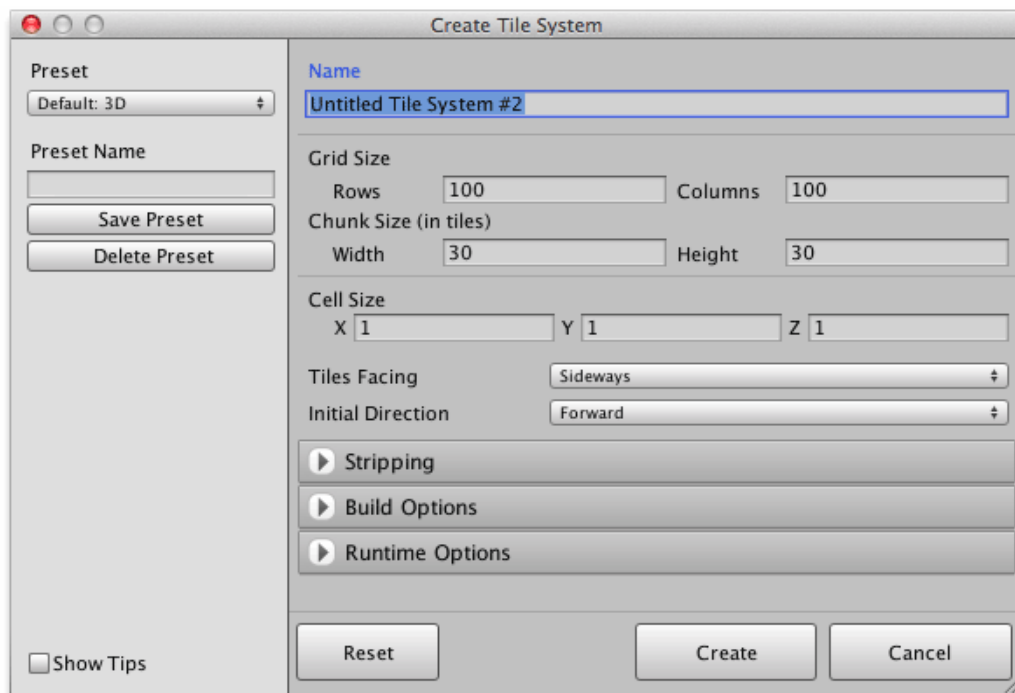 Create Tile System
Preset
Default: 3D
Preset Name
Save Preset
Delete Preset
Show Tips
Name
Untitled Tile System #2
Grid Size
Rows 100 Columns 100
Chunk Size (in tiles)
Width 30 Height 30
Cell Size
X 1 Y 1 Z 1
Tiles Facing Sideways
Initial Direction Forward
Stripping
Build Options
Runtime Options
Reset Create Cancel